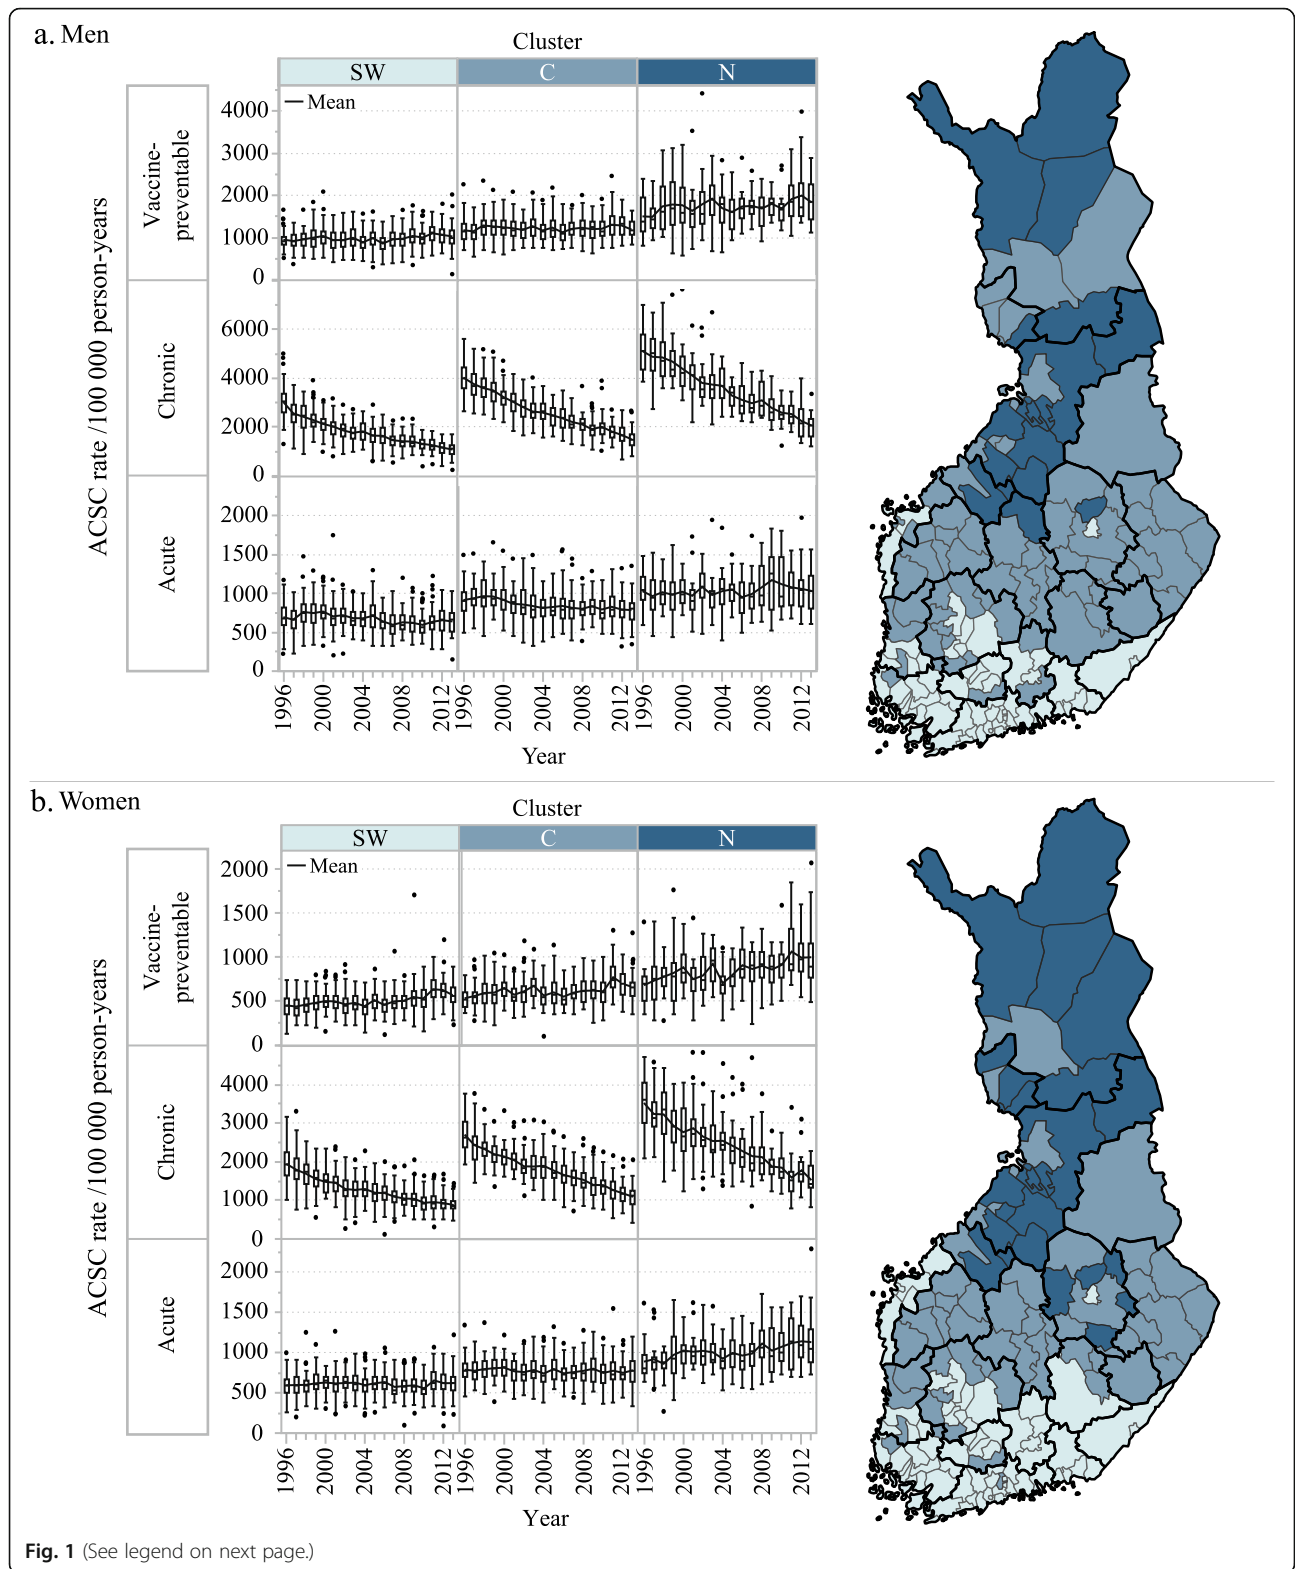 a. Men
Cluster
SW C N
Mean
ACSC rate /100 000 person-years
Vaccine-
preventable
4000
3000
2000
1000
0
Chronic
6000
4000
2000
0
Acute
2000
1500
1000
500
0
1996 2000 2004 2008 2012 1996 2000 2004 2008 2012 1996 2000 2004 2008 2012
Year
b. Women
Cluster
SW C N
Mean
ACSC rate /100 000 person-years
Vaccine-
preventable
2000
1500
1000
500
0
Chronic
4000
3000
2000
1000
0
Acute
2000
1500
1000
500
0
1996 2000 2004 2008 2012 1996 2000 2004 2008 2012 1996 2000 2004 2008 2012
Year
Fig. 1 (See legend on next page.)